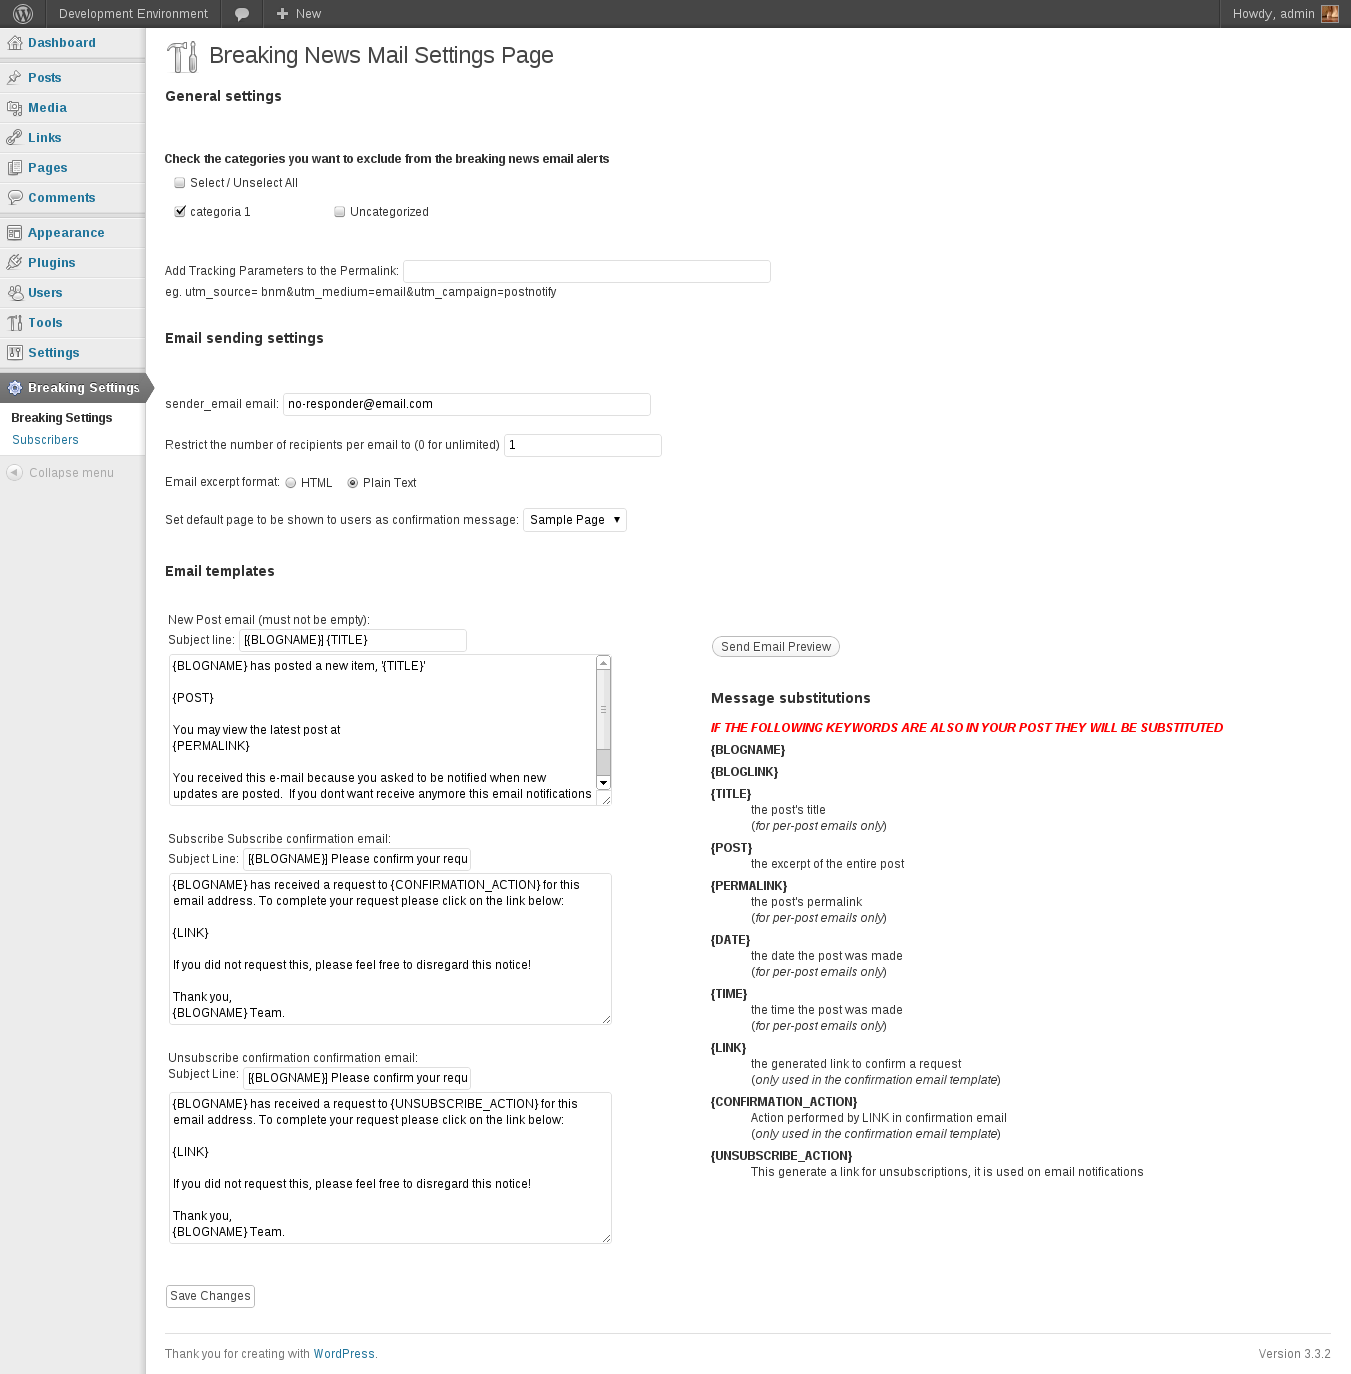 Development Environment
New
Howdy, admin
Dashboard
Posts
Media
Links
Pages
Comments
Appearance
Plugins
Users
Tools
Settings
Breaking Settings
Breaking Settings
Subscribers
Collapse menu
Breaking News Mail Settings Page
General settings
Check the categories you want to exclude from the breaking news email alerts
Select / Unselect All
categoria 1
Uncategorized
Add Tracking Parameters to the Permalink:
eg. utm_source= bnm&utm_medium=email&utm_campaign=postnotify
Email sending settings
sender_email email: no-responder@email.com
Restrict the number of recipients per email to (0 for unlimited) 1
Email excerpt format: HTML Plain Text
Set default page to be shown to users as confirmation message: Sample Page
Email templates
New Post email (must not be empty):
Subject line: [{BLOGNAME}] {TITLE}
{BLOGNAME} has posted a new item, '{TITLE}'
{POST}
You may view the latest post at
{PERMALINK}
You received this e-mail because you asked to be notified when new
updates are posted.  If you dont want receive anymore this email notifications
Subscribe Subscribe confirmation email:
Subject Line: [{BLOGNAME}] Please confirm your requ
{BLOGNAME} has received a request to {CONFIRMATION_ACTION} for this
email address. To complete your request please click on the link below:
{LINK}
If you did not request this, please feel free to disregard this notice!
Thank you,
{BLOGNAME} Team.
Unsubscribe confirmation confirmation email:
Subject Line: [{BLOGNAME}] Please confirm your requ
{BLOGNAME} has received a request to {UNSUBSCRIBE_ACTION} for this
email address. To complete your request please click on the link below:
{LINK}
If you did not request this, please feel free to disregard this notice!
Thank you,
{BLOGNAME} Team.
Send Email Preview
Message substitutions
IF THE FOLLOWING KEYWORDS ARE ALSO IN YOUR POST THEY WILL BE SUBSTITUTED
{BLOGNAME}
{BLOGLINK}
{TITLE}
the post's title
(for per-post emails only)
{POST}
the excerpt of the entire post
{PERMALINK}
the post's permalink
(for per-post emails only)
{DATE}
the date the post was made
(for per-post emails only)
{TIME}
the time the post was made
(for per-post emails only)
{LINK}
the generated link to confirm a request
(only used in the confirmation email template)
{CONFIRMATION_ACTION}
Action performed by LINK in confirmation email
(only used in the confirmation email template)
{UNSUBSCRIBE_ACTION}
This generate a link for unsubscriptions, it is used on email notifications
Save Changes
Thank you for creating with WordPress.
Version 3.3.2